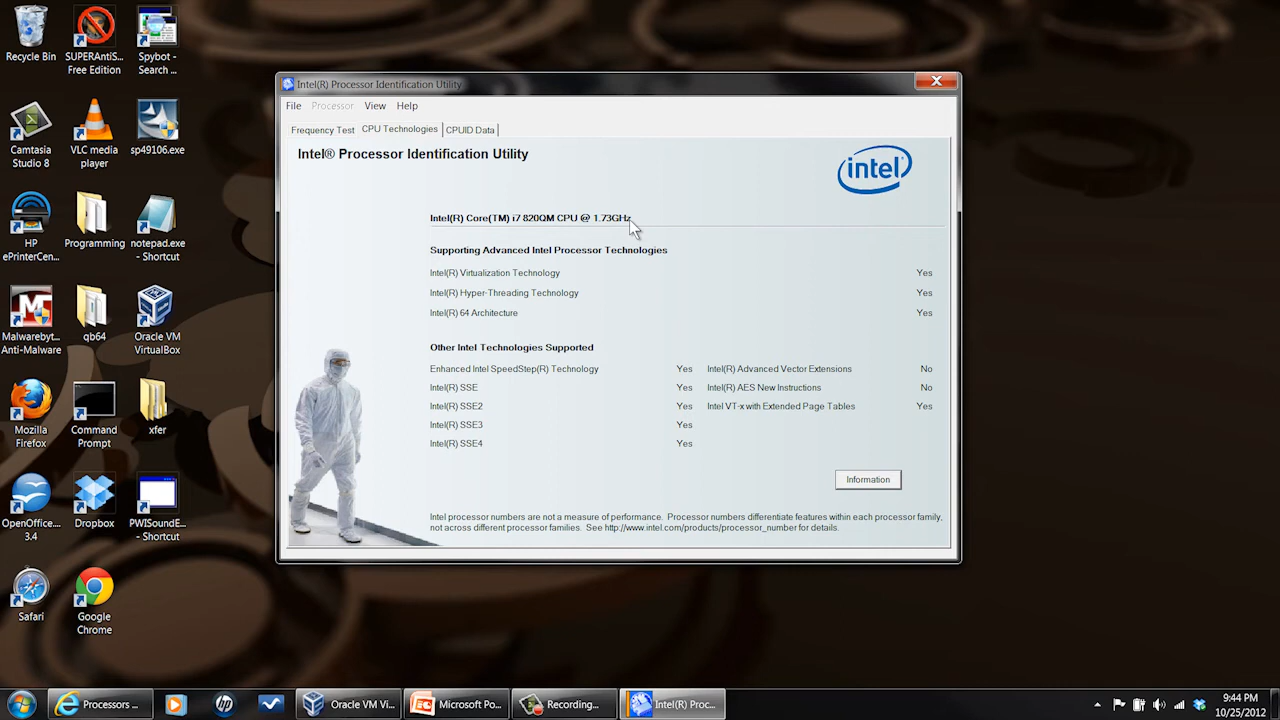 Recycle Bin
SUPERAntiS...
Free Edition
Spybot -
Search ...
Camtasia
Studio 8
VLC media
player
sp49106.exe
HP
ePrinterCen...
Programming
notepad.exe
- Shortcut
Malwarebyt...
Anti-Malware
qb64
Oracle VM
VirtualBox
Mozilla
Firefox
Command
Prompt
xfer
OpenOffice...
3.4
Dropbox
PWISoundE...
- Shortcut
Safari
Google
Chrome
Intel(R) Processor Identification Utility
File Processor View Help
Frequency Test CPU Technologies CPUID Data
Intel® Processor Identification Utility
intel
Intel(R) Core(TM) i7 820QM CPU @ 1.73GHz
Supporting Advanced Intel Processor Technologies
Intel(R) Virtualization Technology Yes
Intel(R) Hyper-Threading Technology Yes
Intel(R) 64 Architecture Yes
Other Intel Technologies Supported
Enhanced Intel SpeedStep(R) Technology Yes Intel(R) Advanced Vector Extensions No
Intel(R) SSE Yes Intel(R) AES New Instructions No
Intel(R) SSE2 Yes Intel VT-x with Extended Page Tables Yes
Intel(R) SSE3 Yes
Intel(R) SSE4 Yes
Information
Intel processor numbers are not a measure of performance. Processor numbers differentiate features within each processor family,
not across different processor families. See http://www.intel.com/products/processor_number for details.
Processors ...
hp
Oracle VM Vi...
Microsoft Po...
Recording...
Intel(R) Proc...
9:44 PM
10/25/2012